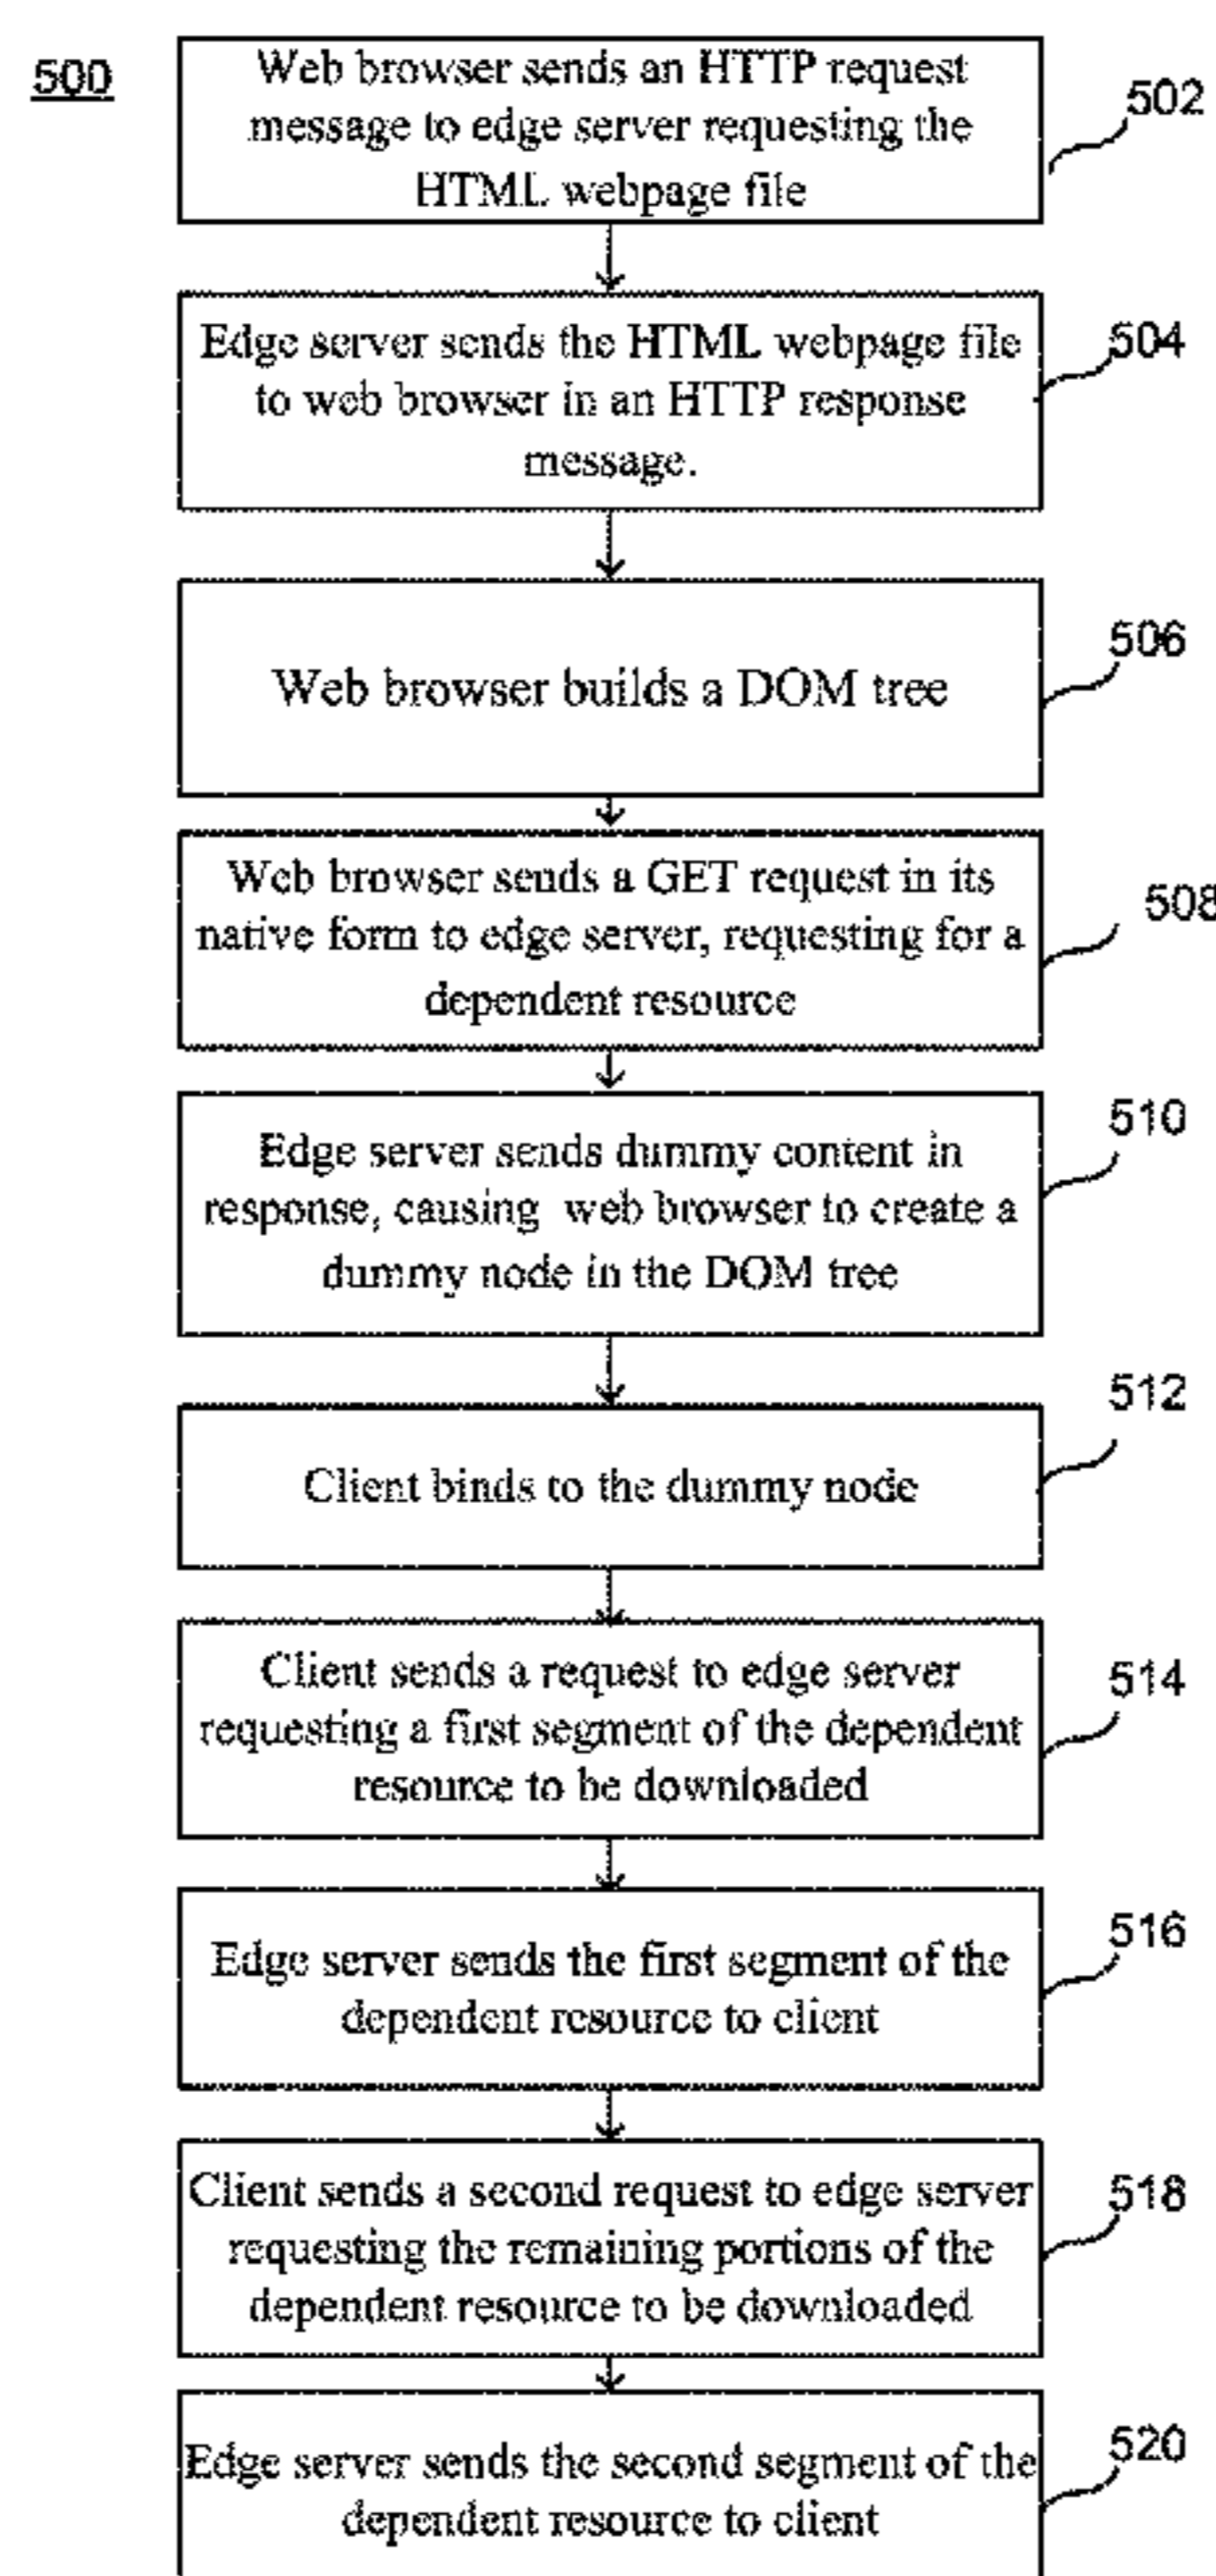 500
Web browser sends an HTTP request
message to edge server requesting the
HTML webpage file
502
Edge server sends the HTML webpage file
to web browser in an HTTP response
message.
504
Web browser builds a DOM tree
506
Web browser sends a GET request in its
native form to edge server, requesting for a
dependent resource
508
Edge server sends dummy content in
response, causing web browser to create a
dummy node in the DOM tree
510
Client binds to the dummy node
512
Client sends a request to edge server
requesting a first segment of the dependent
resource to be downloaded
514
Edge server sends the first segment of the
dependent resource to client
516
Client sends a second request to edge server
requesting the remaining portions of the
dependent resource to be downloaded
518
Edge server sends the second segment of the
dependent resource to client
520